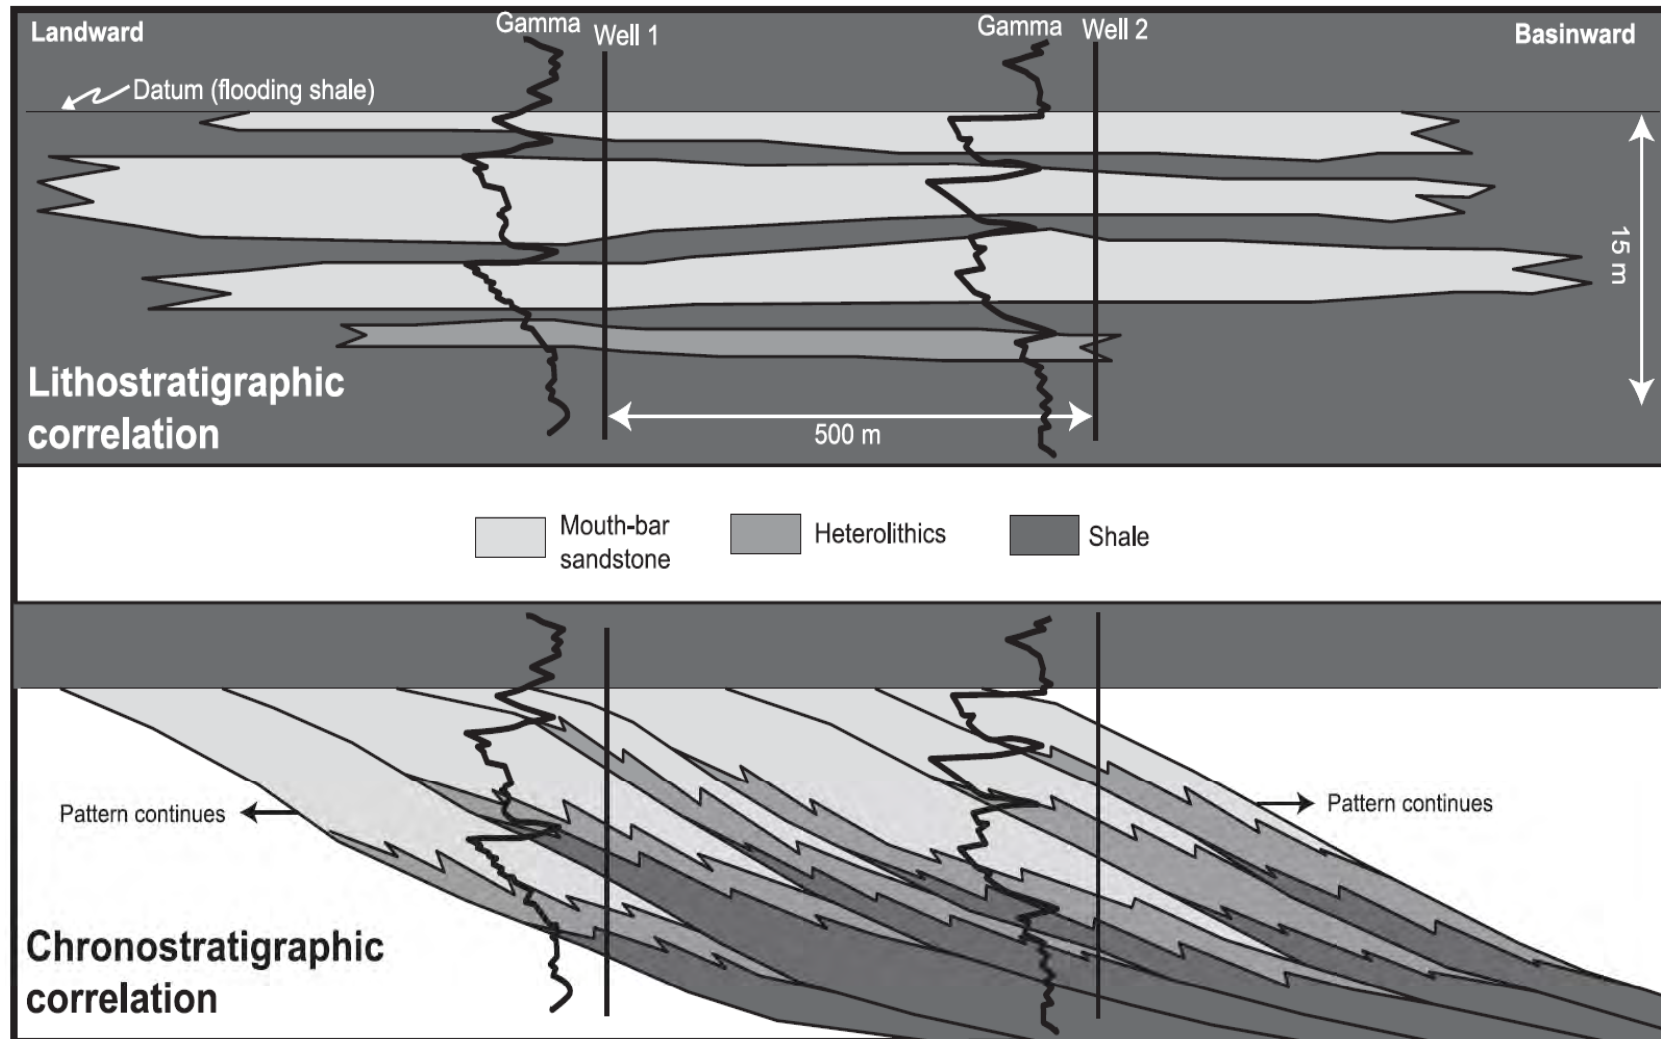 Landward
Gamma
Well 1
Gamma
Well 2
Basinward
Datum (flooding shale)
15 m
Lithostratigraphic
correlation
500 m
Mouth-bar
sandstone
Heterolithics
Shale
Pattern continues
Pattern continues
Chronostratigraphic
correlation